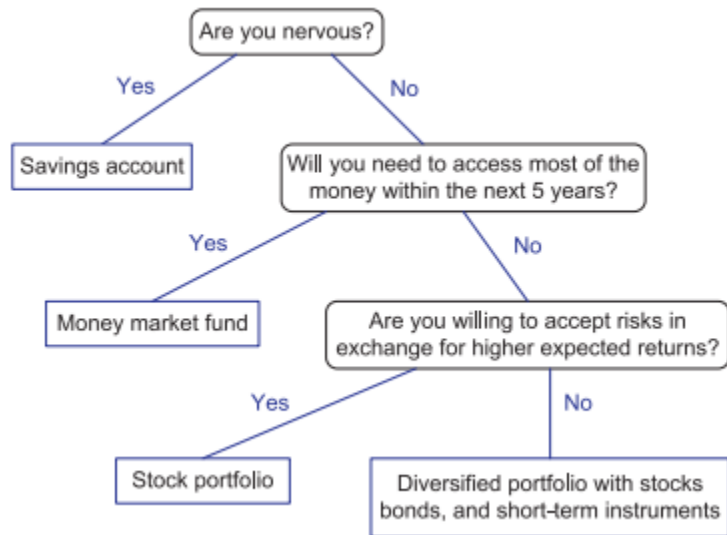 Are you nervous?
Yes
No
Savings account
Will you need to access most of the
money within the next 5 years?
Yes
No
Money market fund
Are you willing to accept risks in
exchange for higher expected returns?
Yes
No
Stock portfolio
Diversified portfolio with stocks
bonds, and short-term instruments